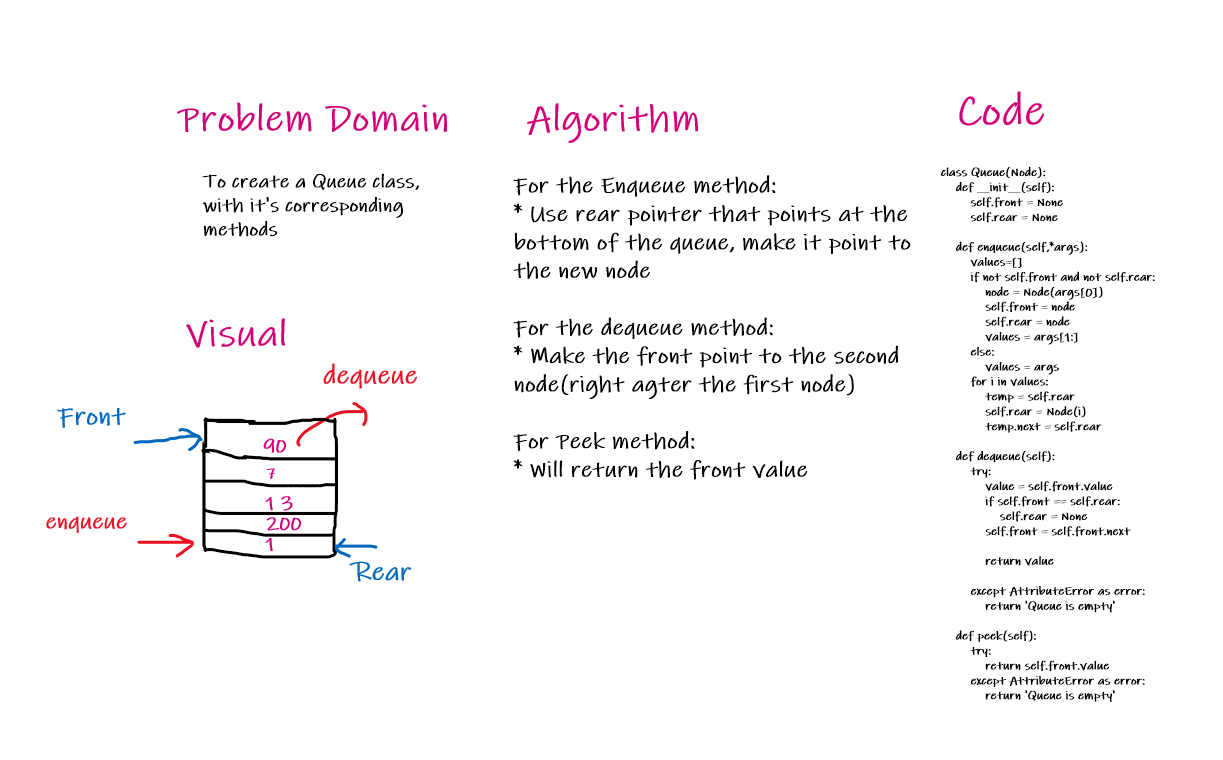 Problem Domain
To create a Queue class,
with it's corresponding
methods
Visual
dequeue
Front
90
7
13
200
1
enqueue
Rear
Algorithm
For the Enqueue method:
* Use rear pointer that points at the
bottom of the queue, make it point to
the new node
For the dequeue method:
* Make the front point to the second
node(right agter the first node)
For Peek method:
* Will return the front value
Code
class Queue(Node):
def __init__(self):
self.front = None
self.rear = None
def enqueue(self,*args):
values=[]
if not self.front and not self.rear:
node = Node(args[0])
self.front = node
self.rear = node
values = args[1:]
else:
values = args
for i in values:
temp = self.rear
self.rear = Node(i)
temp.next = self.rear
def dequeue(self):
try:
value = self.front.value
if self.front == self.rear:
self.rear = None
self.front = self.front.next
return value
except AttributeError as error:
return 'Queue is empty'
def peek(self):
try:
return self.front.value
except AttributeError as error:
return 'Queue is empty'